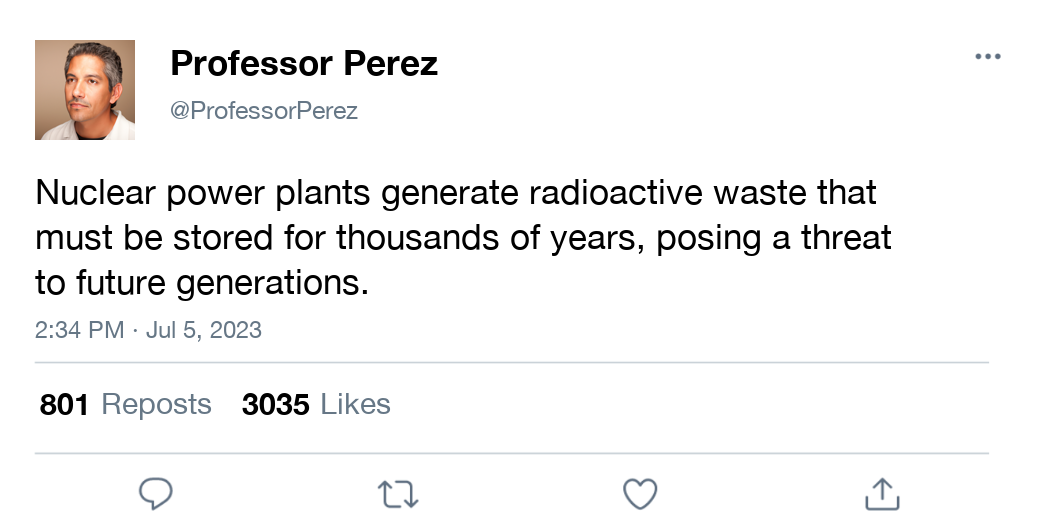 Professor Perez
@ProfessorPerez
Nuclear power plants generate radioactive waste that
must be stored for thousands of years, posing a threat
to future generations.
2:34 PM · Jul 5, 2023
801 Reposts 3035 Likes